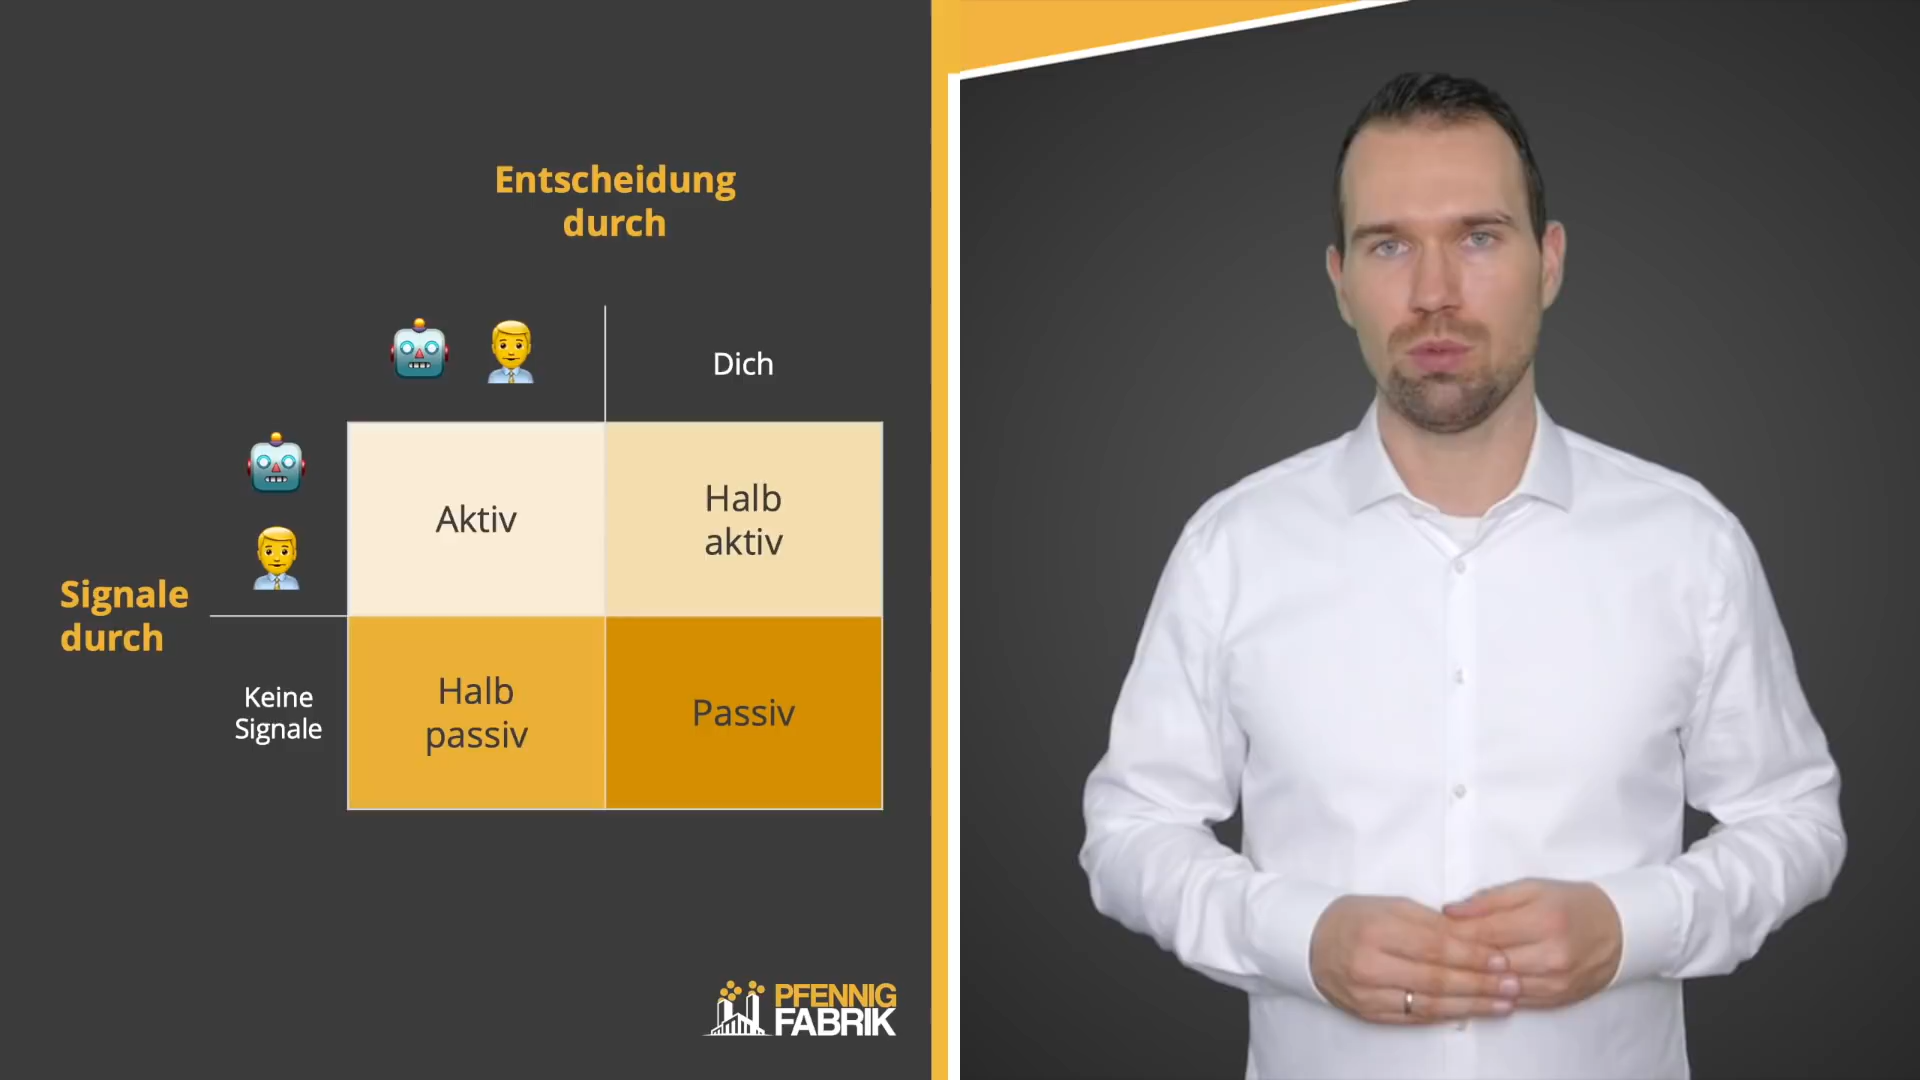 Entscheidung
durch
Dich
Aktiv
Halb
aktiv
Signale
durch
Keine
Signale
Halb
passiv
Passiv
PFENNIG
FABRIK